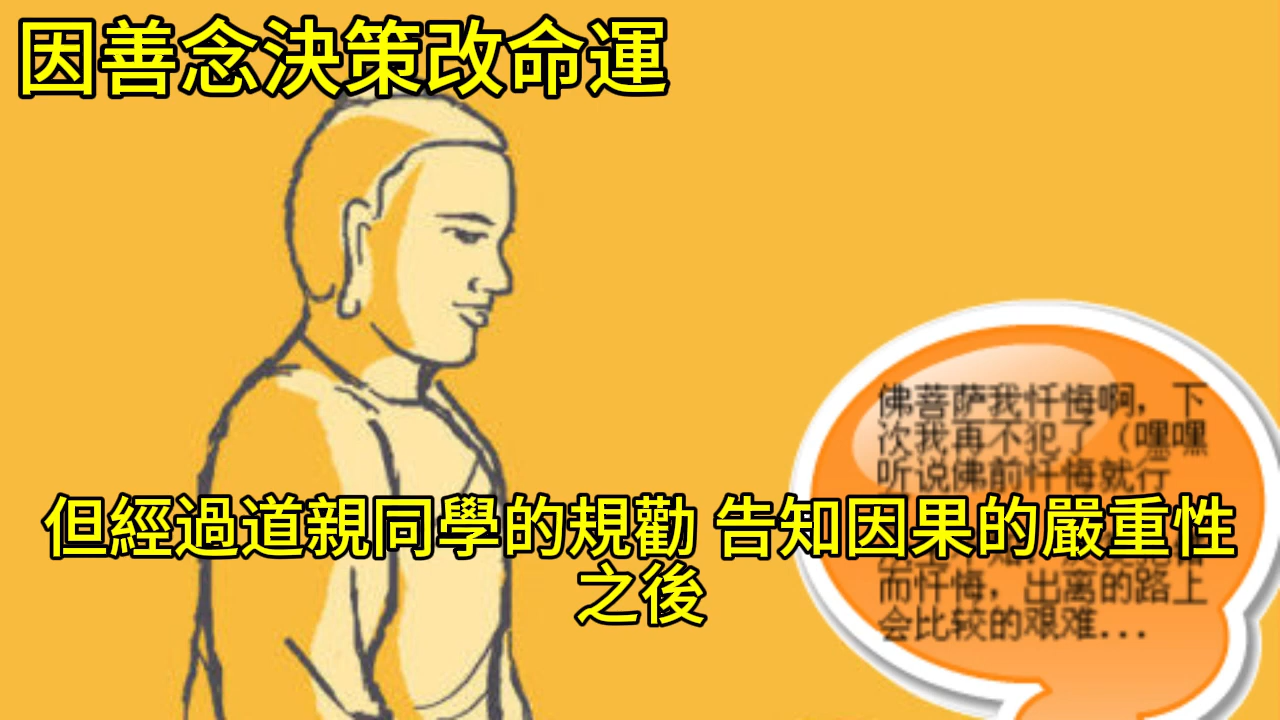 因善念決策改命運
佛菩萨我忏悔啊，下
次我再不犯了（嘿嘿
听说佛前忏悔就行
但經過道親同學的規勸 告知因果的嚴重性
之後
而忏悔，出离的路上
会比较的艰难...